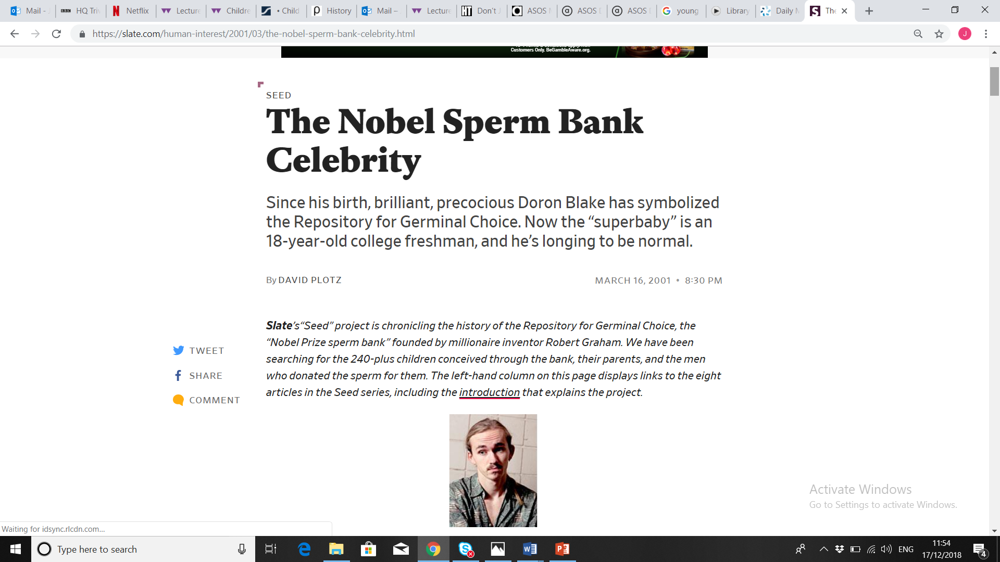 Mail -
HQ Triv
Netflix
Lecture
Childre
• Child
History
Mail –
Lecture
Don't
ASOS
ASOS
ASOS
young
Library
Daily
The
https://slate.com/human-interest/2001/03/the-nobel-sperm-bank-celebrity.html
J
Customers Only. BeGambleAware.org.
SEED
The Nobel Sperm Bank
Celebrity
Since his birth, brilliant, precocious Doron Blake has symbolized
the Repository for Germinal Choice. Now the “superbaby” is an
18-year-old college freshman, and he’s longing to be normal.
By DAVID PLOTZ
MARCH 16, 2001 • 8:30 PM
Slate’s“Seed” project is chronicling the history of the Repository for Germinal Choice, the
“Nobel Prize sperm bank” founded by millionaire inventor Robert Graham. We have been
searching for the 240-plus children conceived through the bank, their parents, and the men
who donated the sperm for them. The left-hand column on this page displays links to the eight
articles in the Seed series, including the introduction that explains the project.
TWEET
SHARE
COMMENT
Activate Windows
Go to Settings to activate Windows.
Waiting for idsync.rlcdn.com...
Type here to search
ENG
11:54
17/12/2018
4